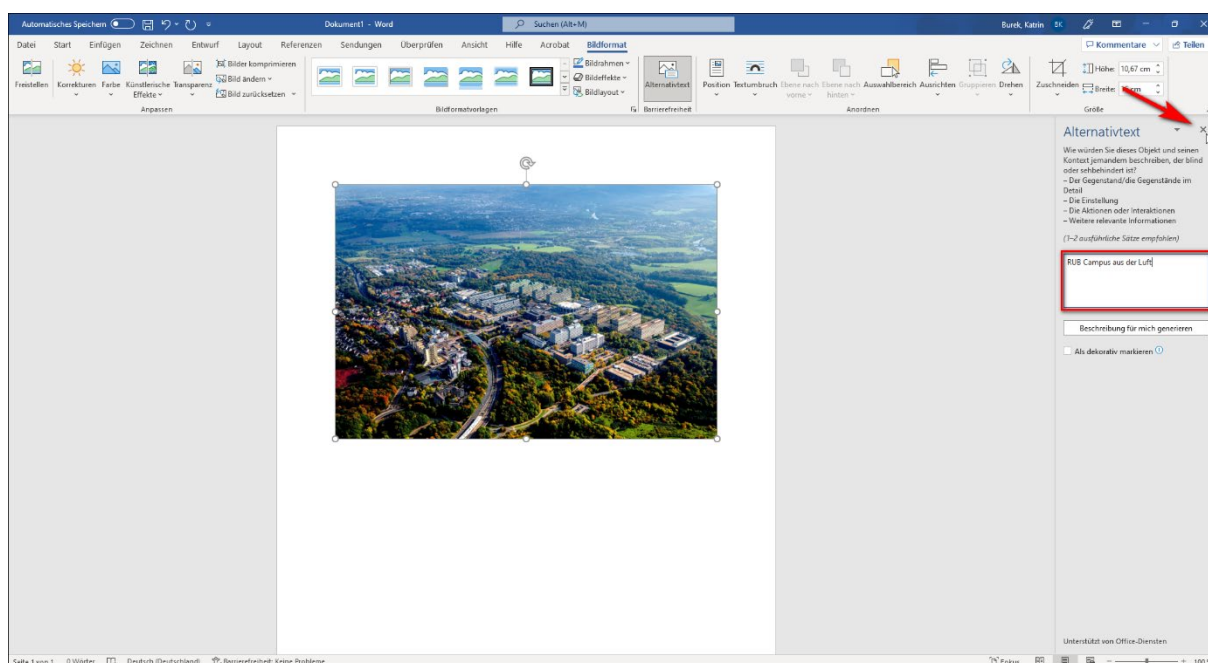 Automatisches Speichern
Dokument1 - Word
Suchen (Alt+M)
Burek, Katrin BK
Datei Start Einfügen Zeichnen Entwurf Layout Referenzen Sendungen Überprüfen Ansicht Hilfe Acrobat Bildformat Kommentare Teilen
Freistellen
Korrekturen
Farbe
Künstlerische Effekte
Transparenz
Bilder komprimieren
Bild ändern
Bild zurücksetzen
Anpassen
Bildrahmen
Bildeffekte
Bildlayout
Bildformatvorlagen
Alternativtext
Barrierefreiheit
Position
Textumbruch
Ebene nach vorne
Ebene nach hinten
Auswahlbereich
Ausrichten
Gruppieren
Drehen
Anordnen
Zuschneiden
Höhe: 10,67 cm
Breite: cm
Größe
Alternativtext
Wie würden Sie dieses Objekt und seinen
Kontext jemandem beschreiben, der blind
oder sehbehindert ist?
– Der Gegenstand/die Gegenstände im
Detail
– Die Einstellung
– Die Aktionen oder Interaktionen
– Weitere relevante Informationen
(1–2 ausführliche Sätze empfohlen)
RUB Campus aus der Luft
Beschreibung für mich generieren
Als dekorativ markieren
Unterstützt von Office-Diensten
Seite 1 von 1 0 Wörter Deutsch (Deutschland) Barrierefreiheit: Keine Probleme Fokus 100